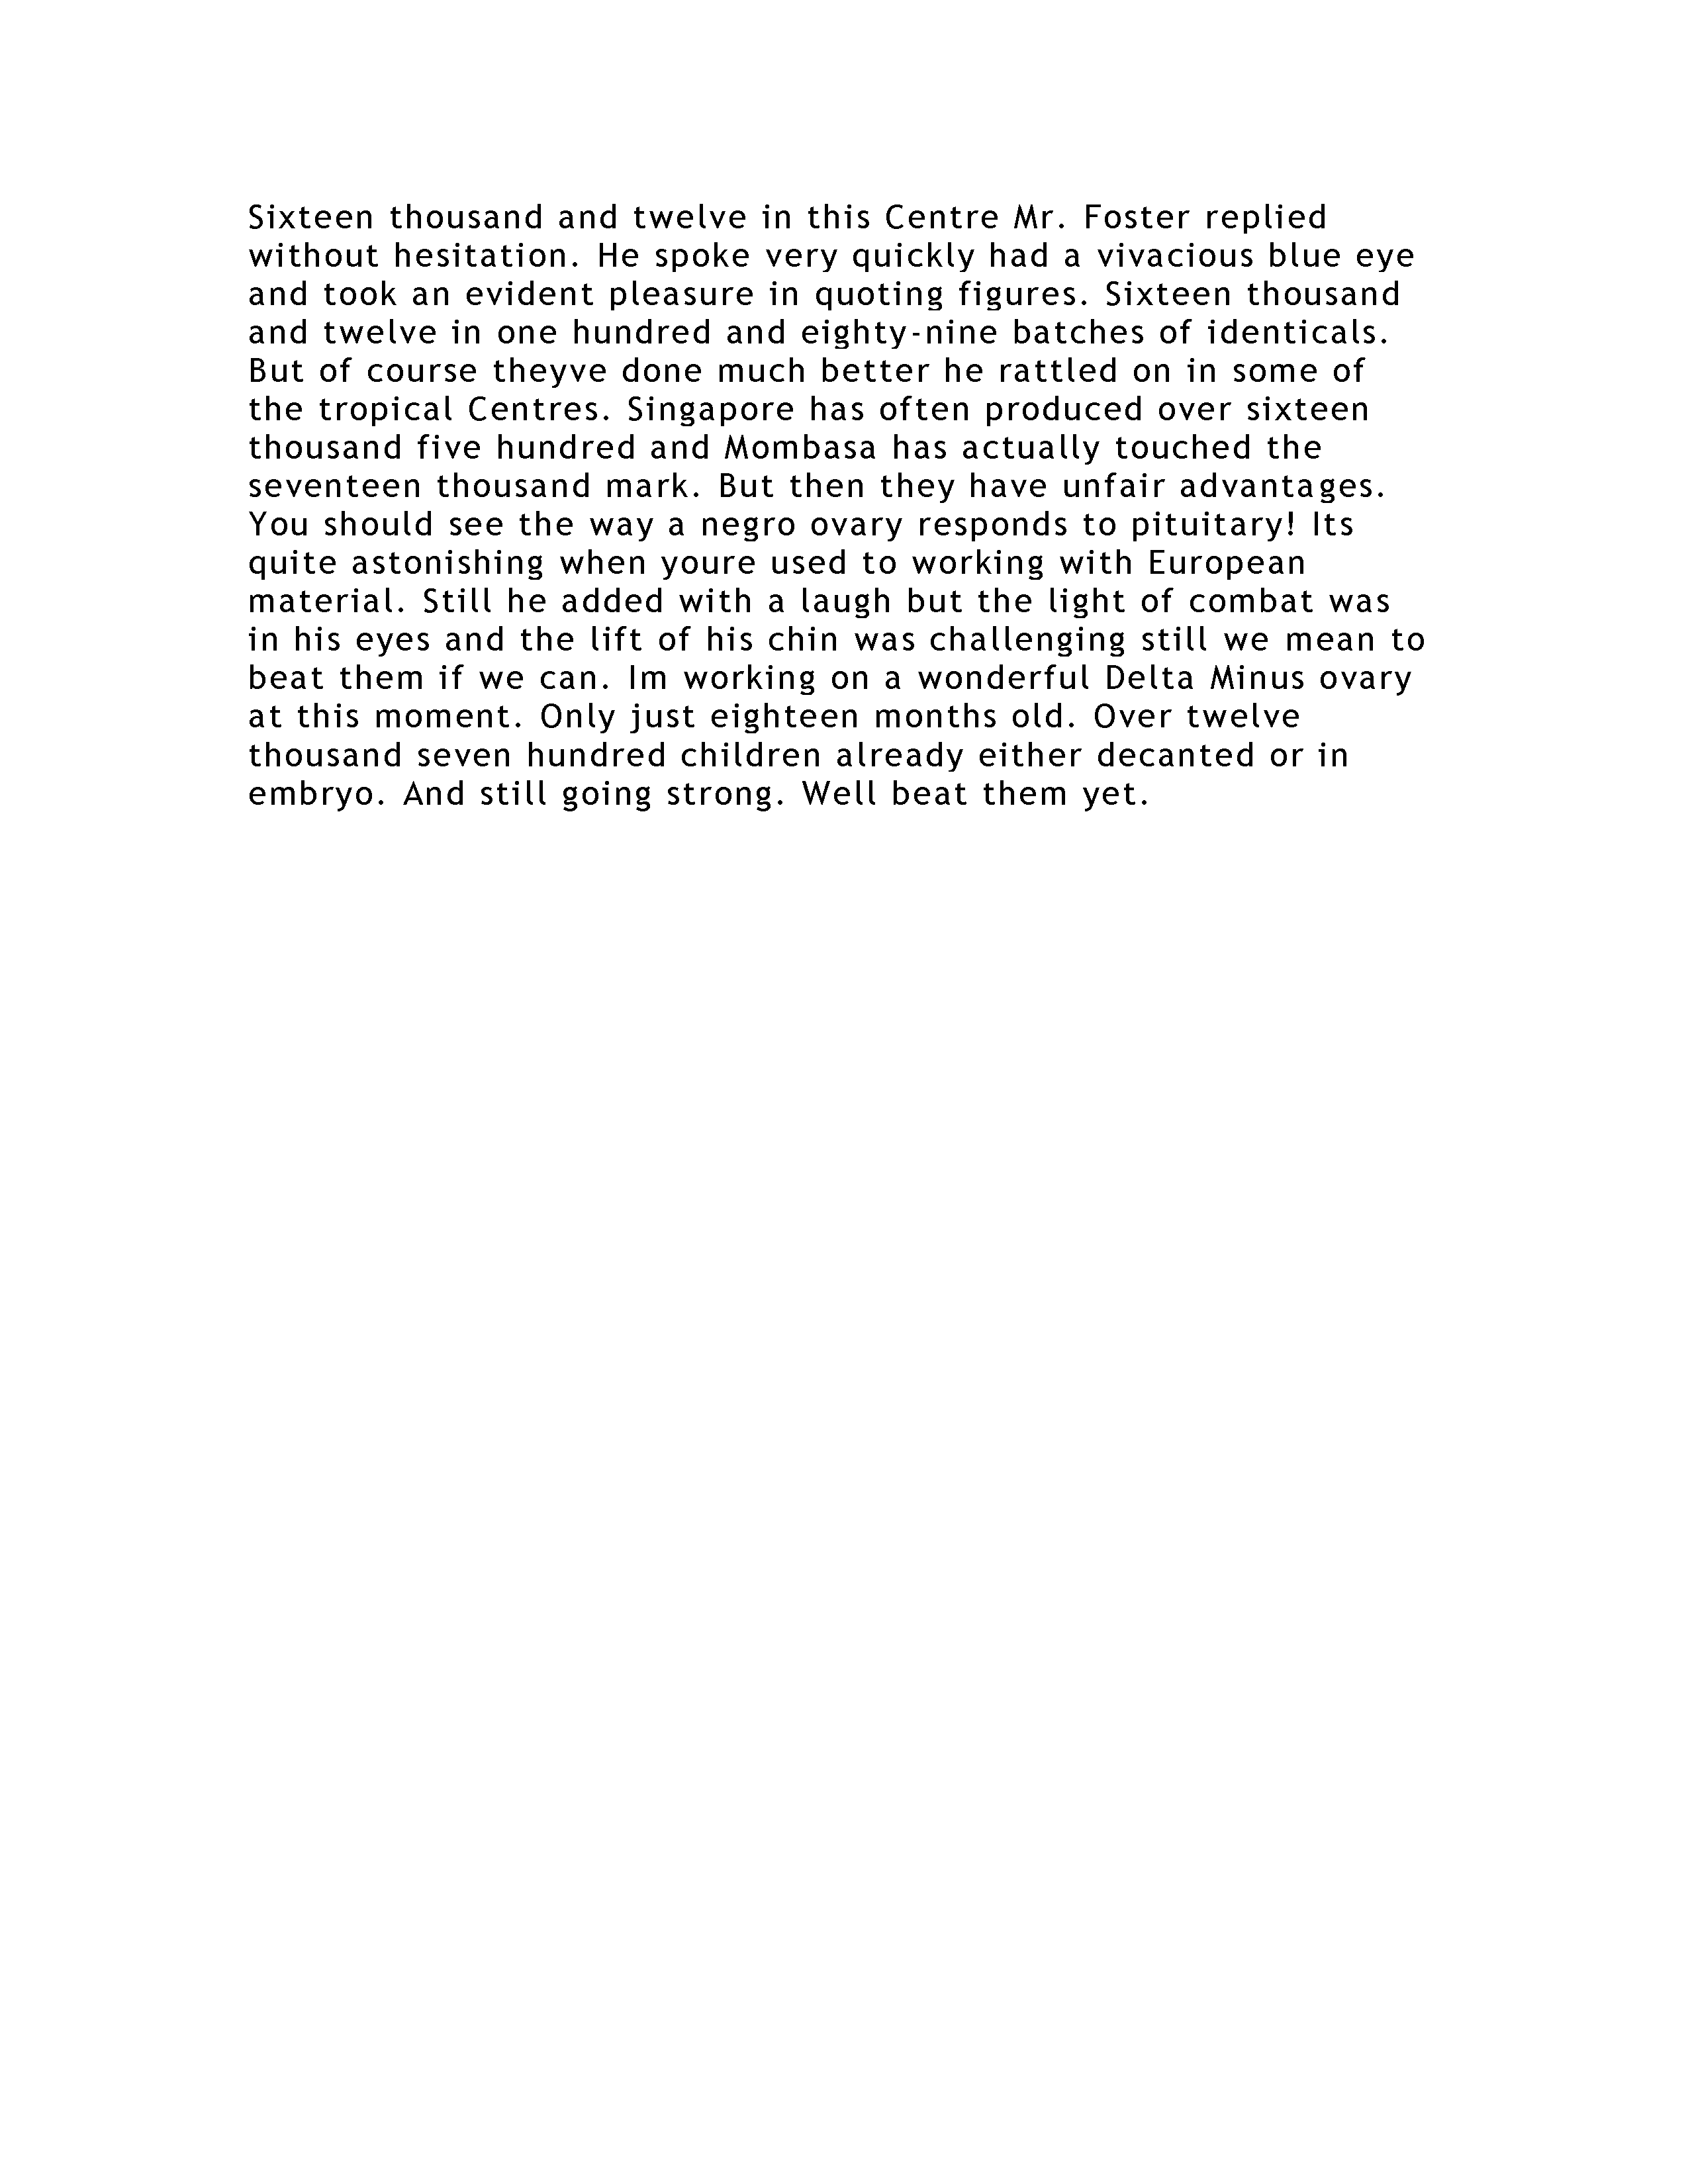 Sixteen thousand and twelve in this Centre Mr. Foster replied
without hesitation. He spoke very quickly had a vivacious blue eye
and took an evident pleasure in quoting figures. Sixteen thousand
and twelve in one hundred and eighty-nine batches of identicals.
But of course theyve done much better he rattled on in some of
the tropical Centres. Singapore has often produced over sixteen
thousand five hundred and Mombasa has actually touched the
seventeen thousand mark. But then they have unfair advantages.
You should see the way a negro ovary responds to pituitary! Its
quite astonishing when youre used to working with European
material. Still he added with a laugh but the light of combat was
in his eyes and the lift of his chin was challenging still we mean to
beat them if we can. Im working on a wonderful Delta Minus ovary
at this moment. Only just eighteen months old. Over twelve
thousand seven hundred children already either decanted or in
embryo. And still going strong. Well beat them yet.